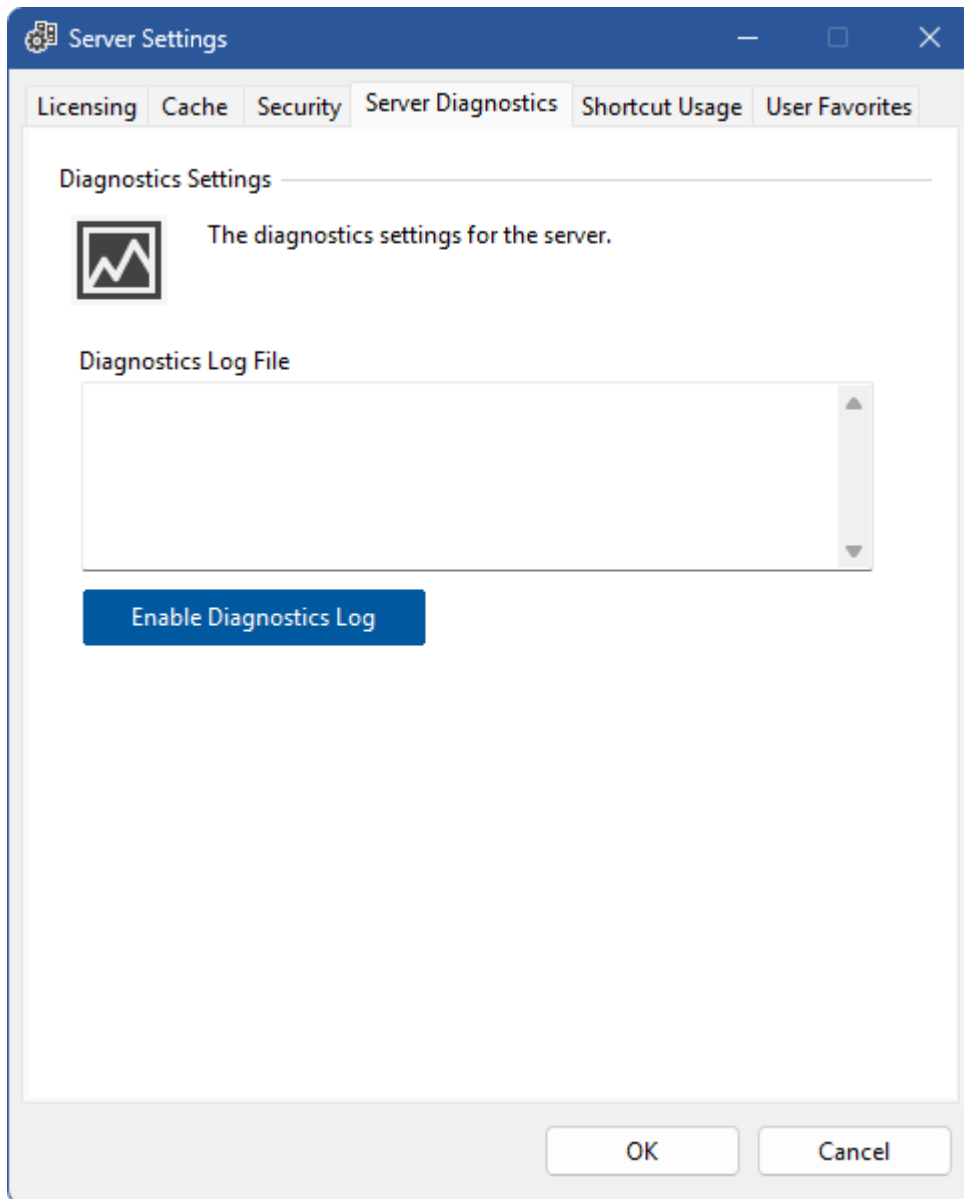 Server Settings
Licensing Cache Security Server Diagnostics Shortcut Usage User Favorites
Diagnostics Settings
The diagnostics settings for the server.
Diagnostics Log File
Enable Diagnostics Log
OK Cancel